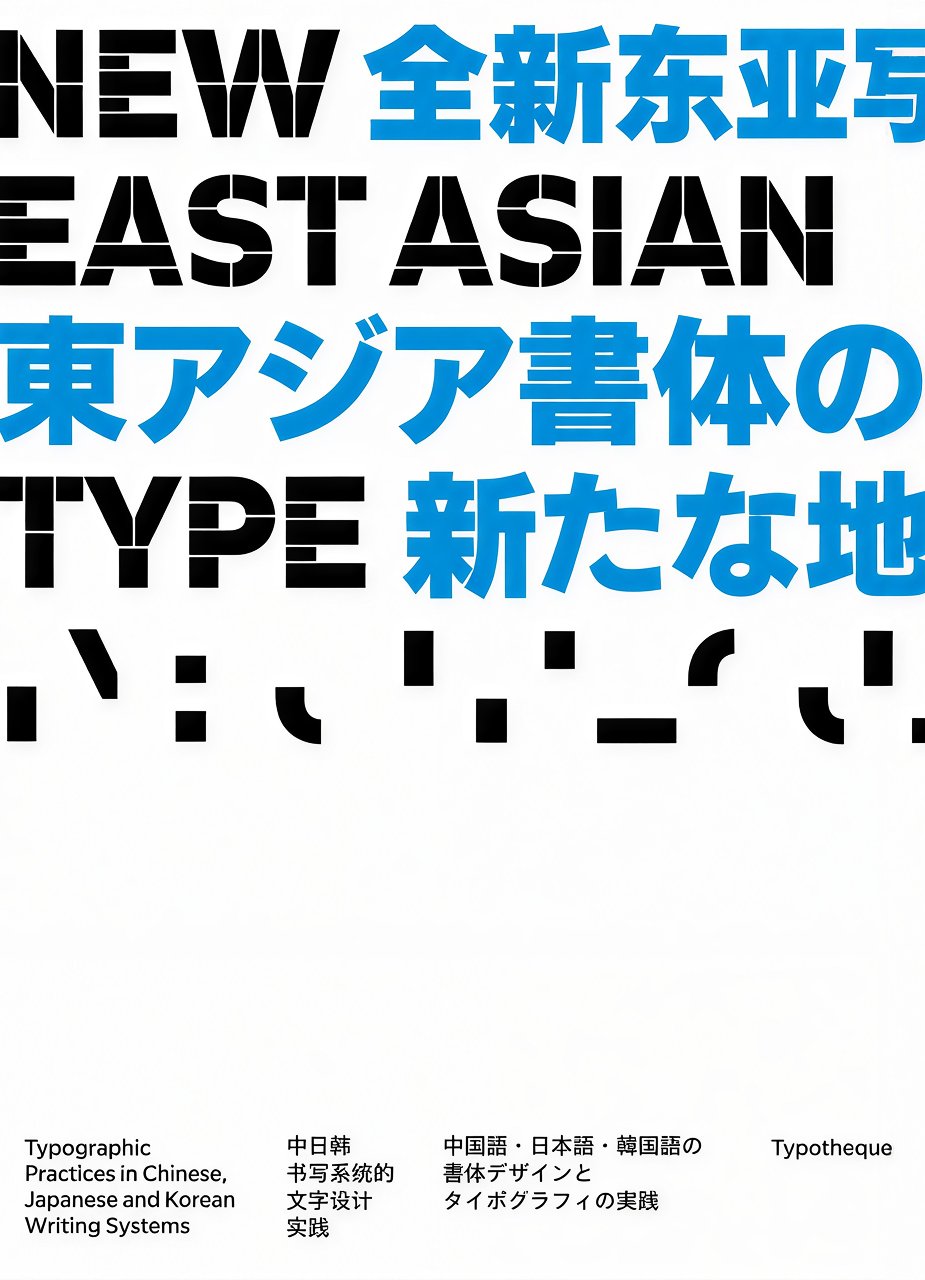 NEW 全新东亚写
EAST ASIAN
東アジア書体の
TYPE 新たな地
Typographic
Practices in Chinese,
Japanese and Korean
Writing Systems
中日韩
书写系统的
文字设计
实践
中国語・日本語・韓国語の
書体デザインと
タイポグラフィの実践
Typotheque